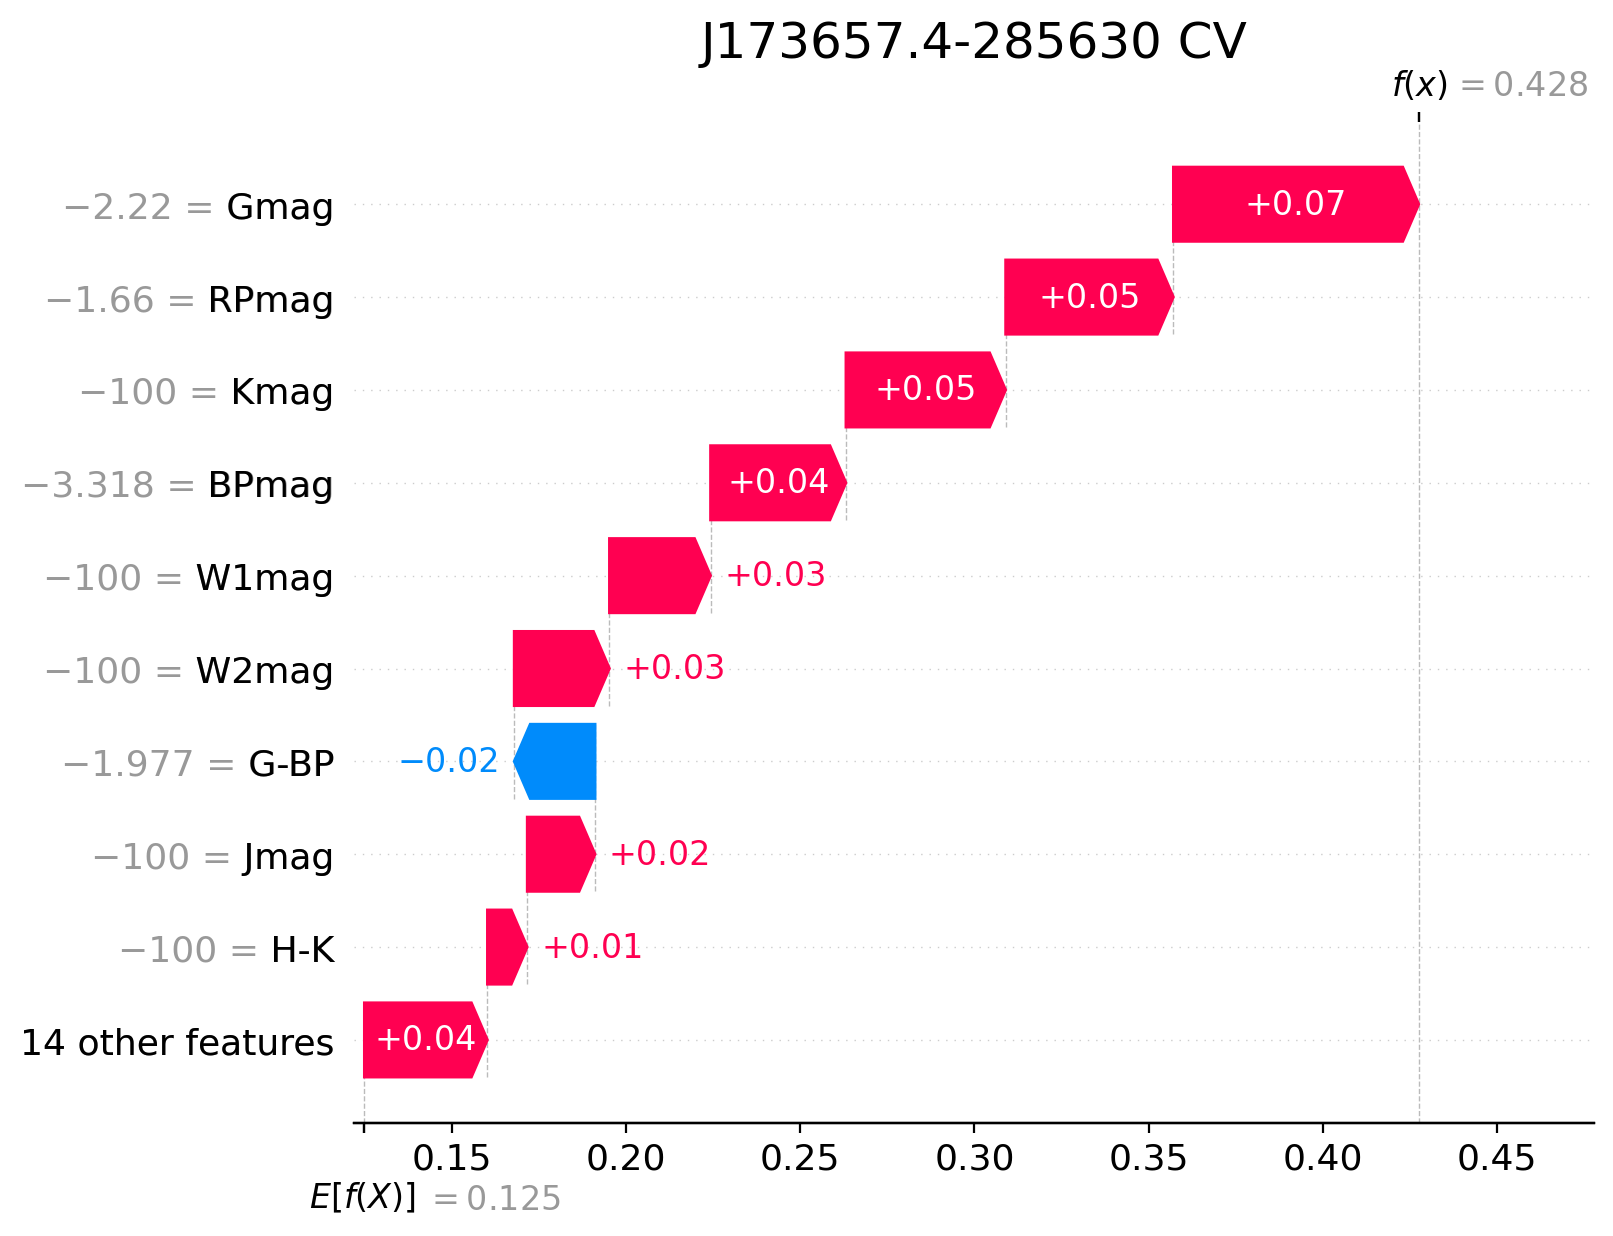 J173657.4-285630 CV
f(x) = 0.428
−2.22 = Gmag +0.07
−1.66 = RPmag +0.05
−100 = Kmag +0.05
−3.318 = BPmag +0.04
−100 = W1mag +0.03
−100 = W2mag +0.03
−1.977 = G-BP −0.02
−100 = Jmag +0.02
−100 = H-K +0.01
14 other features +0.04
0.15 0.20 0.25 0.30 0.35 0.40 0.45
E[f(X)] = 0.125